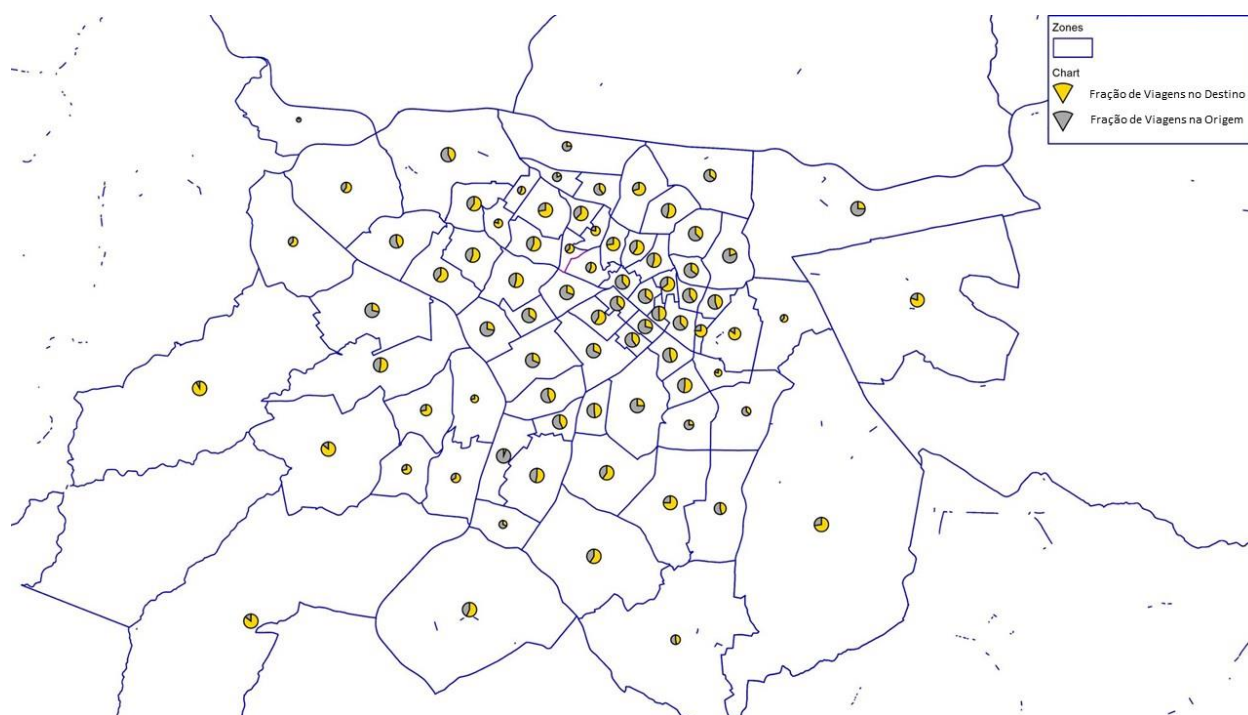 Zones
Chart
Fração de Viagens no Destino
Fração de Viagens na Origem